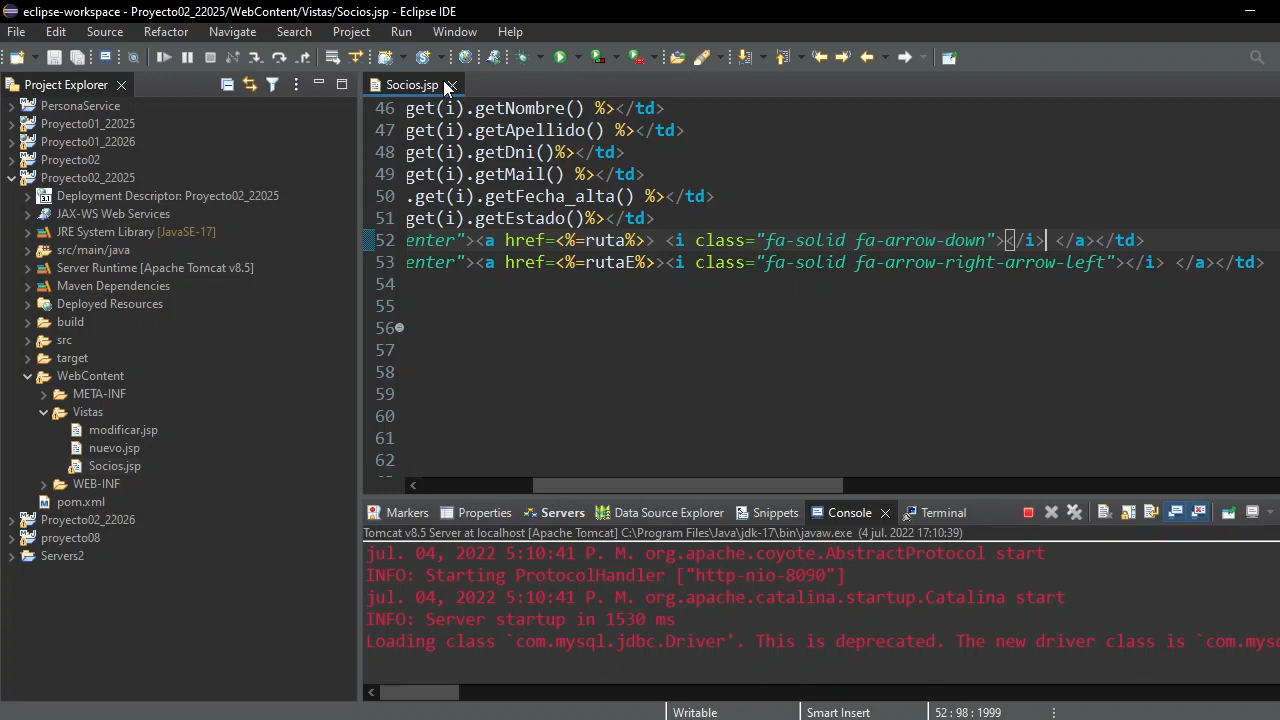 eclipse-workspace - Proyecto02_22025/WebContent/Vistas/Socios.jsp - Eclipse IDE
File Edit Source Refactor Navigate Search Project Run Window Help
Project Explorer
PersonaService
Proyecto01_22025
Proyecto01_22026
Proyecto02
Proyecto02_22025
Deployment Descriptor: Proyecto02_22025
JAX-WS Web Services
JRE System Library [JavaSE-17]
src/main/java
Server Runtime [Apache Tomcat v8.5]
Maven Dependencies
Deployed Resources
build
src
target
WebContent
META-INF
Vistas
modificar.jsp
nuevo.jsp
Socios.jsp
WEB-INF
pom.xml
Proyecto02_22026
proyecto08
Servers2
Socios.jsp
46 get(i).getNombre() %></td>
47 get(i).getApellido() %></td>
48 get(i).getDni()%></td>
49 get(i).getMail() %></td>
50 .get(i).getFecha_alta() %></td>
51 get(i).getEstado()%></td>
52 enter"><a href=<%=ruta%>> <i class="fa-solid fa-arrow-down"></i> </a></td>
53 enter"><a href=<%=rutaE%>><i class="fa-solid fa-arrow-right-arrow-left"></i> </a></td>
54
55
56
57
58
59
60
61
62
Markers Properties Servers Data Source Explorer Snippets Console Terminal
Tomcat v8.5 Server at localhost [Apache Tomcat] C:\Program Files\Java\jdk-17\bin\javaw.exe (4 jul. 2022 17:10:39)
jul. 04, 2022 5:10:41 P. M. org.apache.coyote.AbstractProtocol start
INFO: Starting ProtocolHandler ["http-nio-8090"]
jul. 04, 2022 5:10:41 P. M. org.apache.catalina.startup.Catalina start
INFO: Server startup in 1530 ms
Loading class `com.mysql.jdbc.Driver'. This is deprecated. The new driver class is `com.mysc
Writable Smart Insert 52 : 98 : 1999